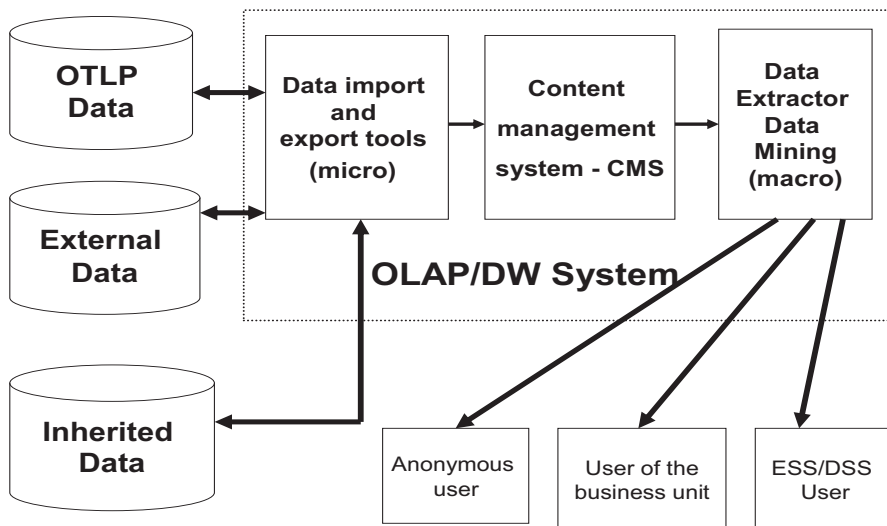 OTLP
Data
Data import
and
export tools
(micro)
Content
management
system - CMS
Data
Extractor
Data
Mining
(macro)
External
Data
OLAP/DW System
Inherited
Data
Anonymous
user
User of the
business unit
ESS/DSS
User